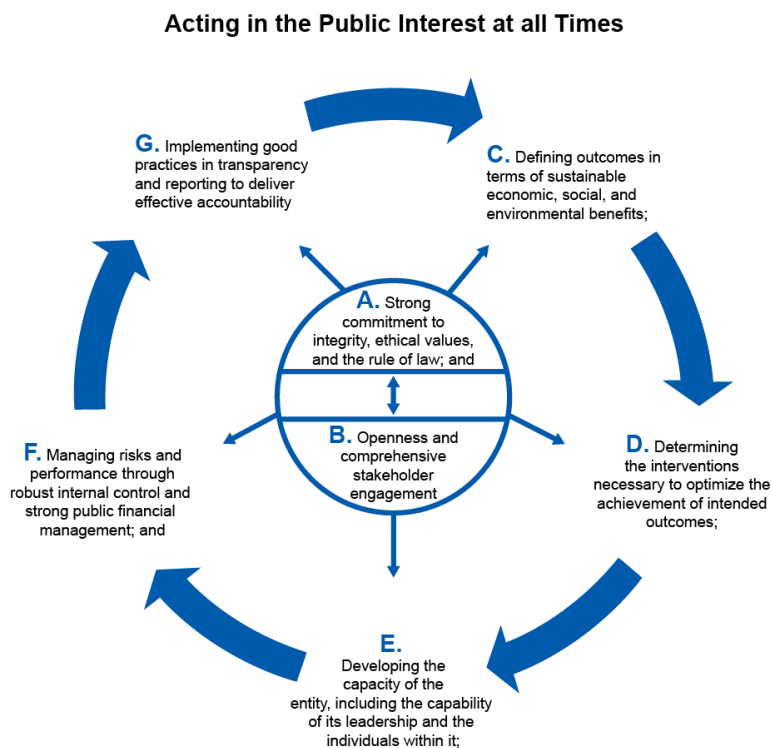 Acting in the Public Interest at all Times
G. Implementing good
practices in transparency
and reporting to deliver
effective accountability
C. Defining outcomes in
terms of sustainable
economic, social, and
environmental benefits;
A. Strong
commitment to
integrity, ethical values,
and the rule of law; and
B. Openness and
comprehensive
stakeholder
engagement
F. Managing risks and
performance through
robust internal control and
strong public financial
management; and
D. Determining
the interventions
necessary to optimize the
achievement of intended
outcomes;
E.
Developing the
capacity of the
entity, including the capability
of its leadership and the
individuals within it;